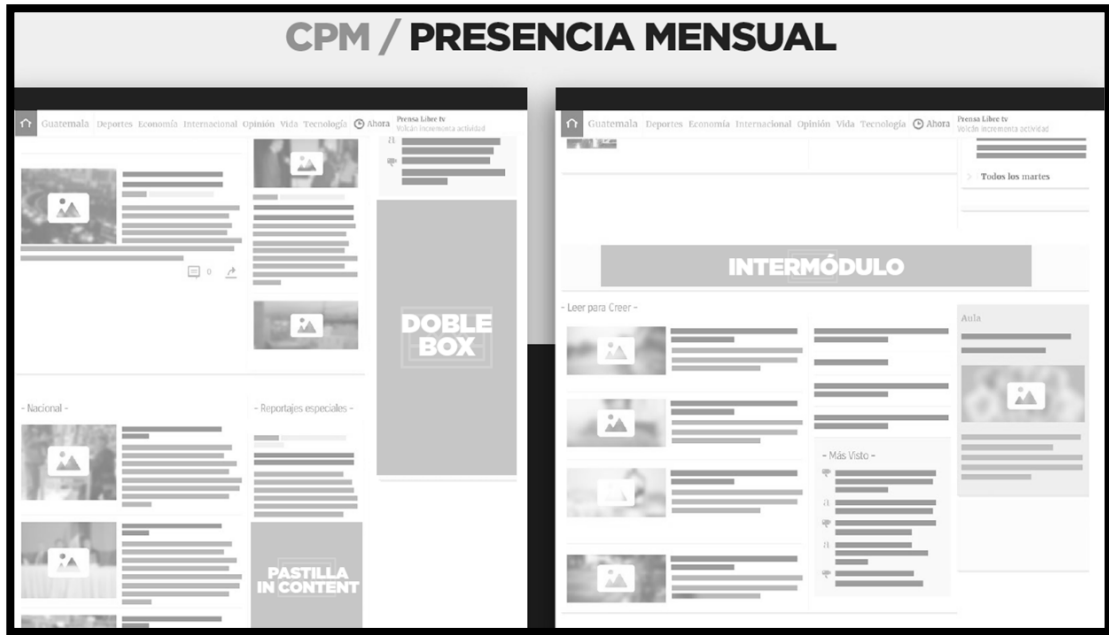 CPM / PRESENCIA MENSUAL
Guatemala Deportes Economía Internacional Opinión Vida Tecnología Ahora Prensa Libre tv
Volcán incrementa actividad
0
DOBLE
BOX
- Nacional -
- Reportajes especiales -
PASTILLA
IN CONTENT
Guatemala Deportes Economía Internacional Opinión Vida Tecnología Ahora Prensa Libre tv
Volcán incrementa actividad
Todos los martes
INTERMÓDULO
- Leer para Creer -
Aula
- Más Visto -